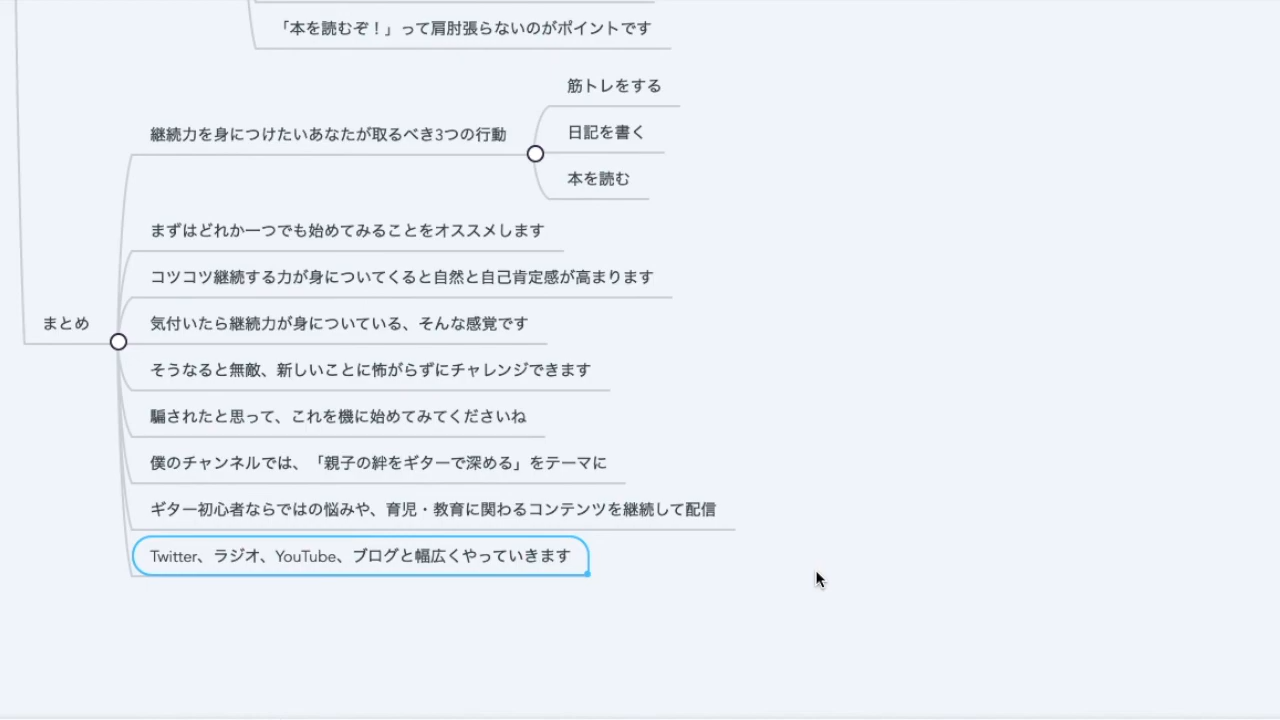 「本を読むぞ！」って肩肘張らないのがポイントです
筋トレをする
継続力を身につけたいあなたが取るべき3つの行動
日記を書く
本を読む
まずはどれか一つでも始めてみることをオススメします
コツコツ継続する力が身についてくると自然と自己肯定感が高まります
まとめ
気付いたら継続力が身についている、そんな感覚です
そうなると無敵、新しいことに怖がらずにチャレンジできます
騙されたと思って、これを機に始めてみてくださいね
僕のチャンネルでは、「親子の絆をギターで深める」をテーマに
ギター初心者ならではの悩みや、育児・教育に関わるコンテンツを継続して配信
Twitter、ラジオ、YouTube、ブログと幅広くやっていきます